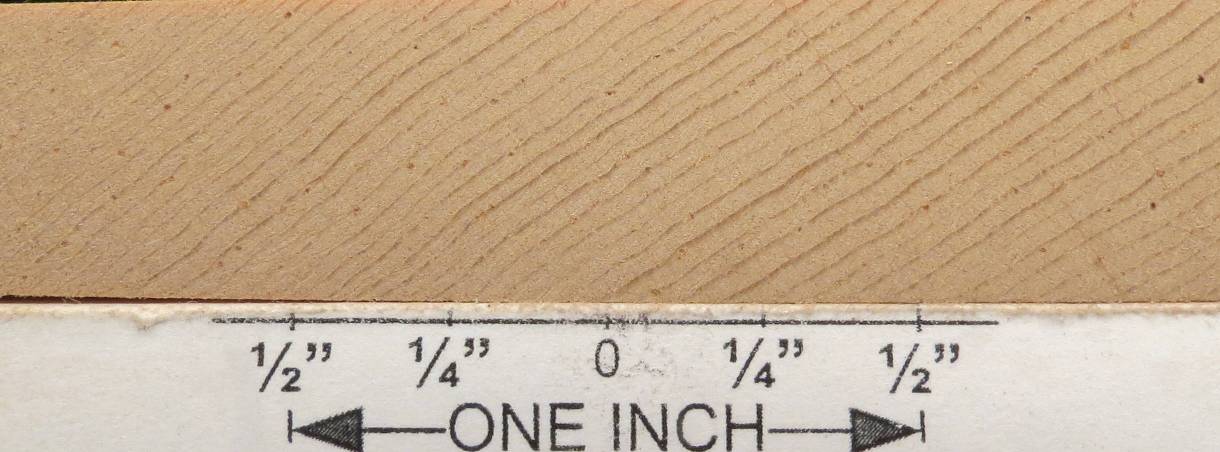 ½” ¼” 0 ¼” ½”
ONE INCH